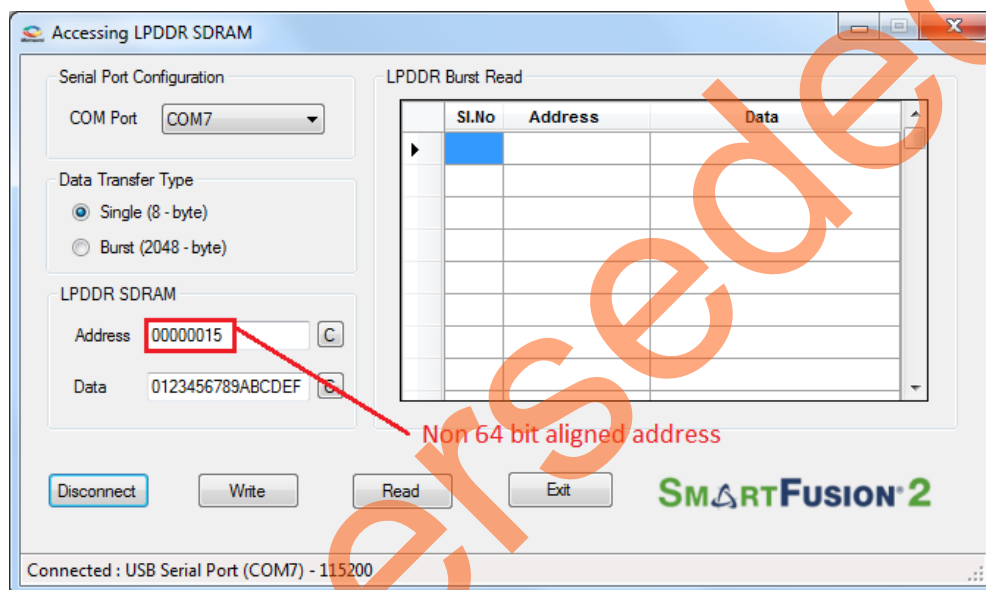 Accessing LPDDR SDRAM
Serial Port Configuration
COM Port COM7
Data Transfer Type
Single (8 - byte)
Burst (2048 - byte)
LPDDR SDRAM
Address 00000015 C
Data 0123456789ABCDEF C
LPDDR Burst Read
Sl.No Address Data
Non 64 bit aligned address
Disconnect Write Read Exit SMARTFUSION® 2
Connected : USB Serial Port (COM7) - 115200